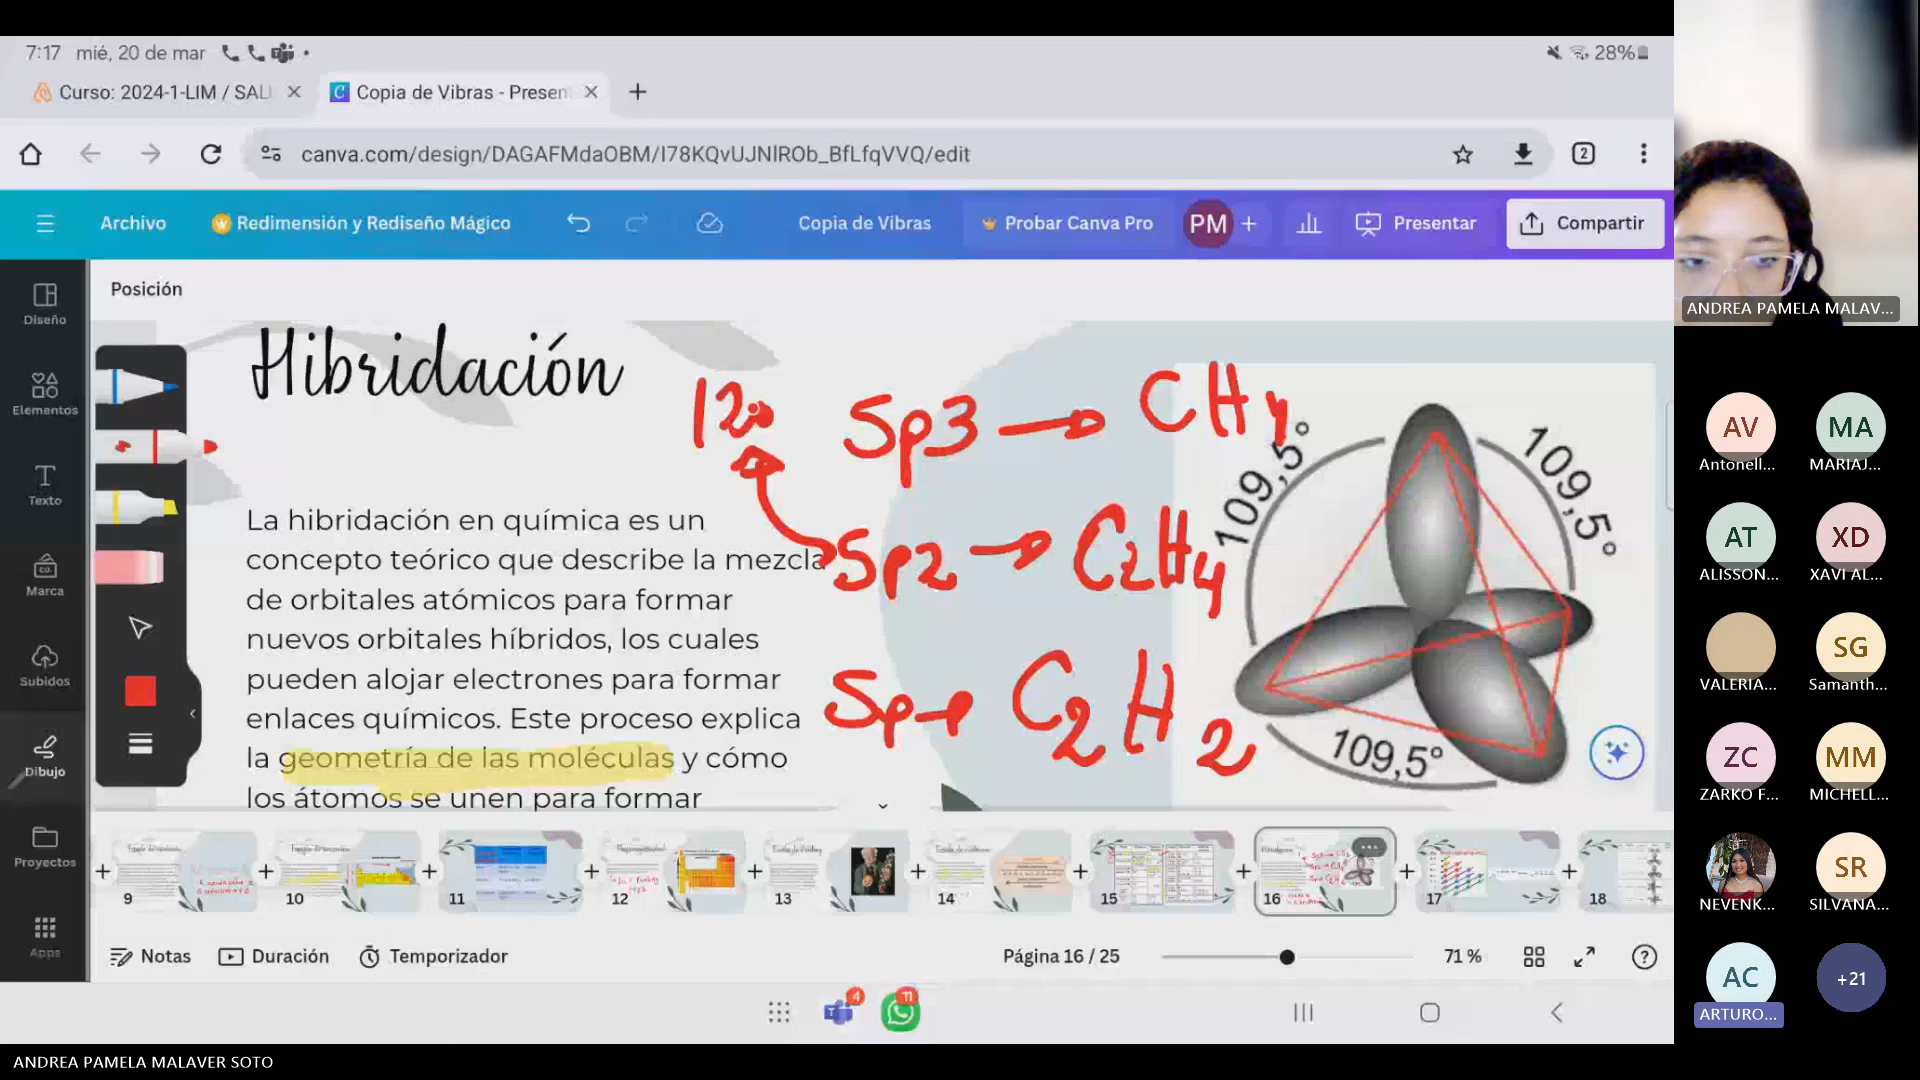 7:17 mié, 20 de mar
28%
Curso: 2024-1-LIM / SAL
Copia de Vibras - Presen
canva.com/design/DAGAFMdaOBM/I78KQvUJNlROb_BfLfqVVQ/edit
2
Archivo
Redimensión y Rediseño Mágico
Copia de Vibras
Probar Canva Pro
PM
Presentar
Compartir
Diseño
Elementos
Texto
Marca
Subidos
Dibujo
Proyectos
Apps
Posición
Hibridación
La hibridación en química es un
concepto teórico que describe la mezcla
de orbitales atómicos para formar
nuevos orbitales híbridos, los cuales
pueden alojar electrones para formar
enlaces químicos. Este proceso explica
la geometría de las moléculas y cómo
los átomos se unen para formar
120
Sp3 → CH4
Sp2 → C2H4
Sp → C2H2
109,5°
109,5°
109,5°
9
10
11
12
13
14
15
16
17
18
Notas
Duración
Temporizador
Página 16 / 25
71 %
4
11
ANDREA PAMELA MALAVER SOTO
ANDREA PAMELA MALAV...
AV
Antonell...
MA
MARIAJ...
AT
ALISSON...
XD
XAVI AL...
VALERIA...
SG
Samanth...
ZC
ZARKO F...
MM
MICHELL...
NEVENK...
SR
SILVANA...
AC
ARTURO...
+21